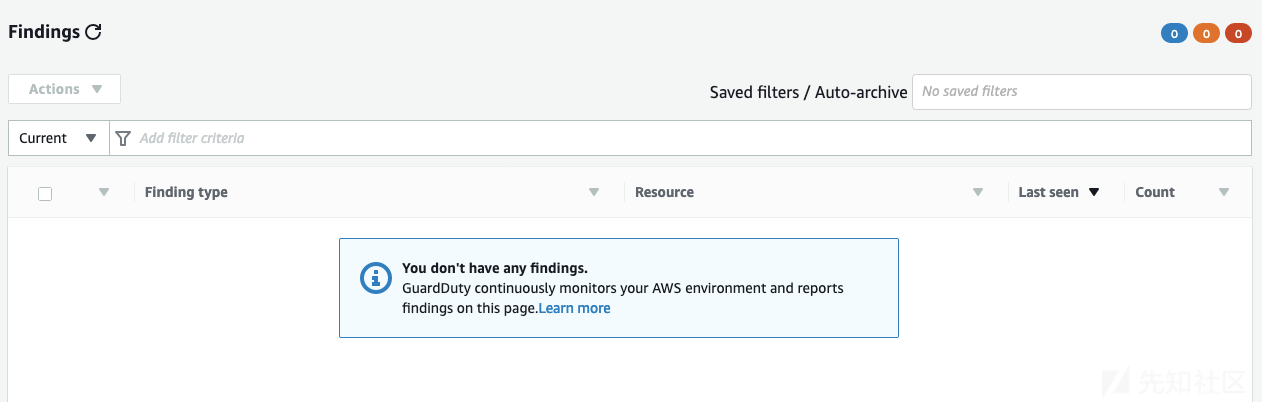 Findings
0 0 0
Actions
Saved filters / Auto-archive No saved filters
Current Add filter criteria
Finding type Resource Last seen Count
You don't have any findings.
GuardDuty continuously monitors your AWS environment and reports
findings on this page.Learn more
先知社区